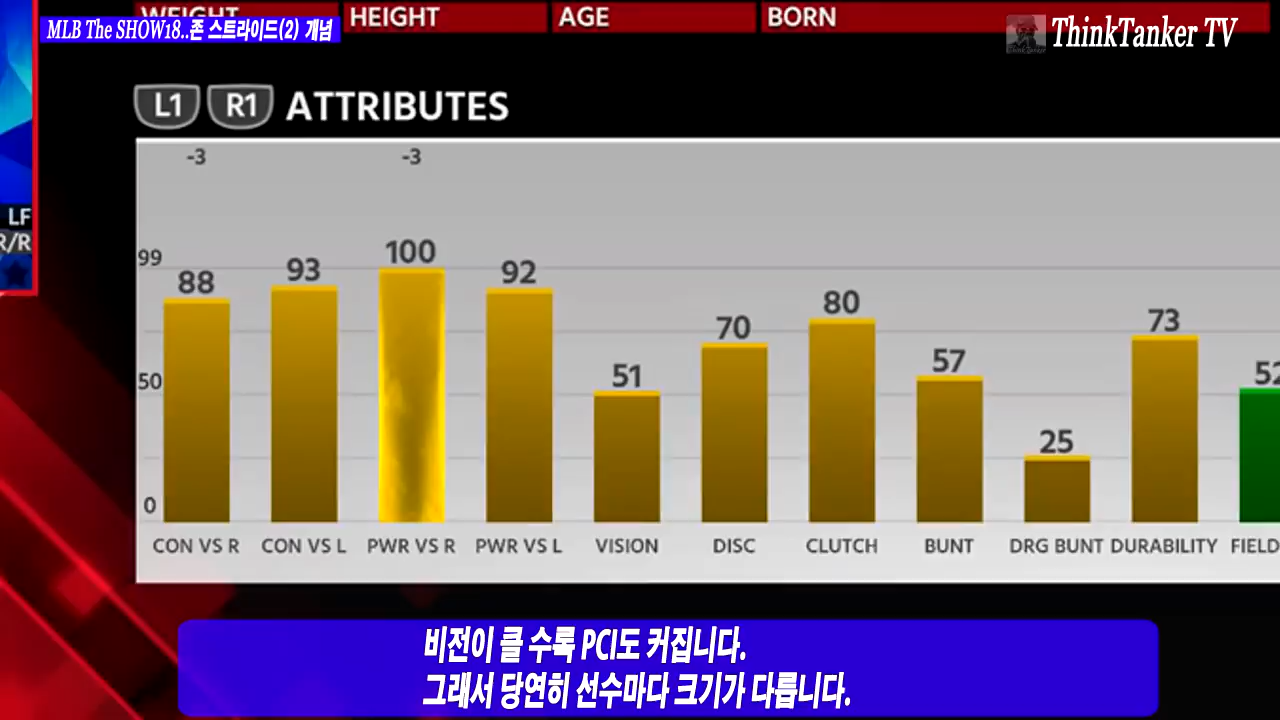 WEIGHT HEIGHT AGE BORN
MLB The SHOW18..존 스트라이드(2) 개념
ThinkTanker TV
L1 R1 ATTRIBUTES
-3 -3
99
88 93 100 92 51 70 80 57 25 73 52
50
0
CON VS R CON VS L PWR VS R PWR VS L VISION DISC CLUTCH BUNT DRG BUNT DURABILITY FIELD
LF
R/R
비전이 클 수록 PCI도 커집니다.
그래서 당연히 선수마다 크기가 다릅니다.